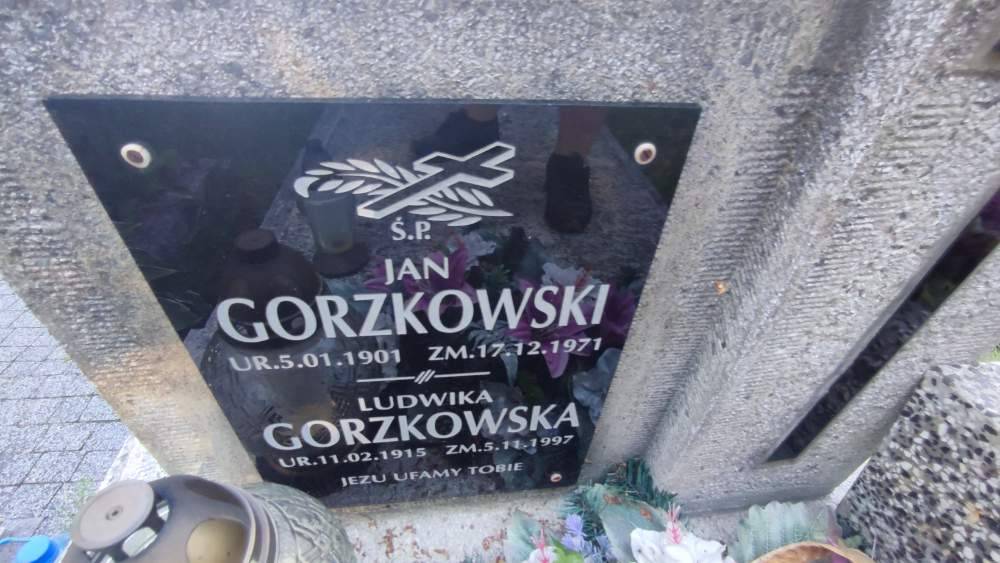 Ś.P.
JAN
GORZKOWSKI
UR.5.01.1901 ZM.17.12.1971
LUDWIKA
GORZKOWSKA
UR.11.02.1915 ZM.5.11.1997
JEZU UFAMY TOBIE